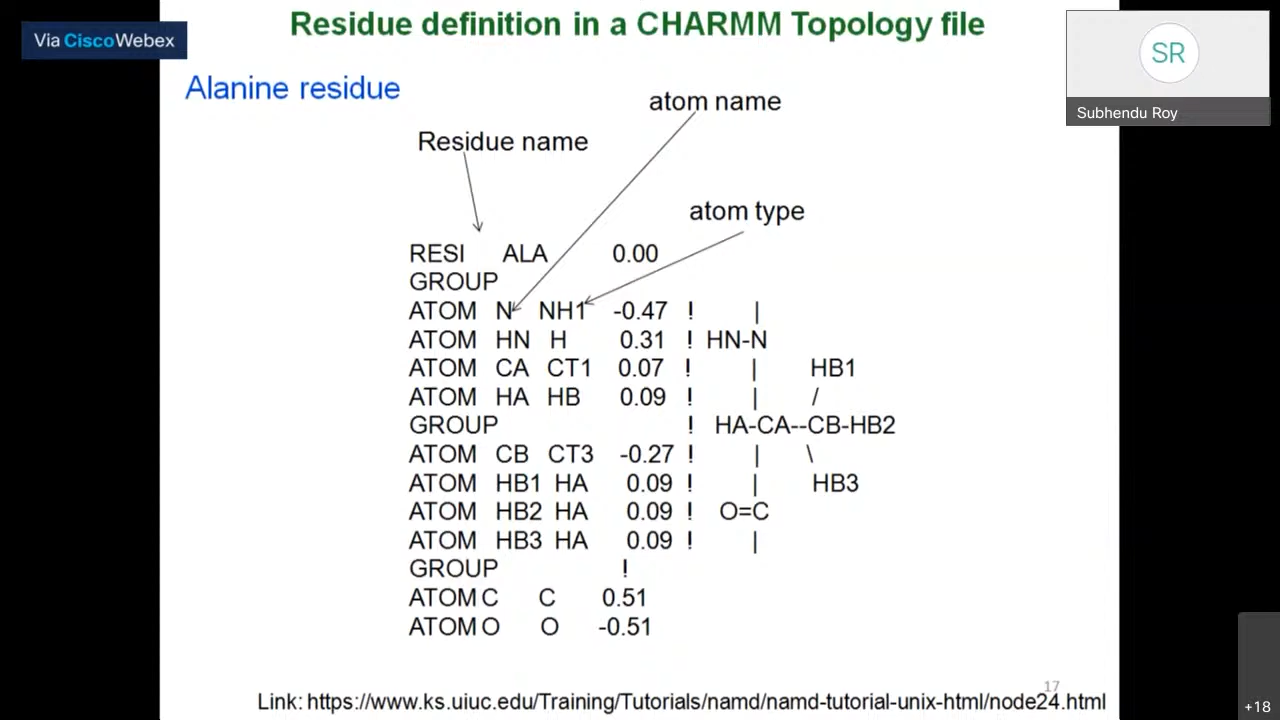 Residue definition in a CHARMM Topology file
Via CiscoWebex
SR
Subhendu Roy
Alanine residue
atom name
Residue name
atom type
RESI ALA 0.00
GROUP
ATOM N NH1 -0.47 ! |
ATOM HN H 0.31 ! HN-N
ATOM CA CT1 0.07 ! | HB1
ATOM HA HB 0.09 ! | /
GROUP ! HA-CA--CB-HB2
ATOM CB CT3 -0.27 ! | \
ATOM HB1 HA 0.09 ! | HB3
ATOM HB2 HA 0.09 ! O=C
ATOM HB3 HA 0.09 ! |
GROUP !
ATOM C C 0.51
ATOM O O -0.51
17
Link: https://www.ks.uiuc.edu/Training/Tutorials/namd/namd-tutorial-unix-html/node24.html
+18